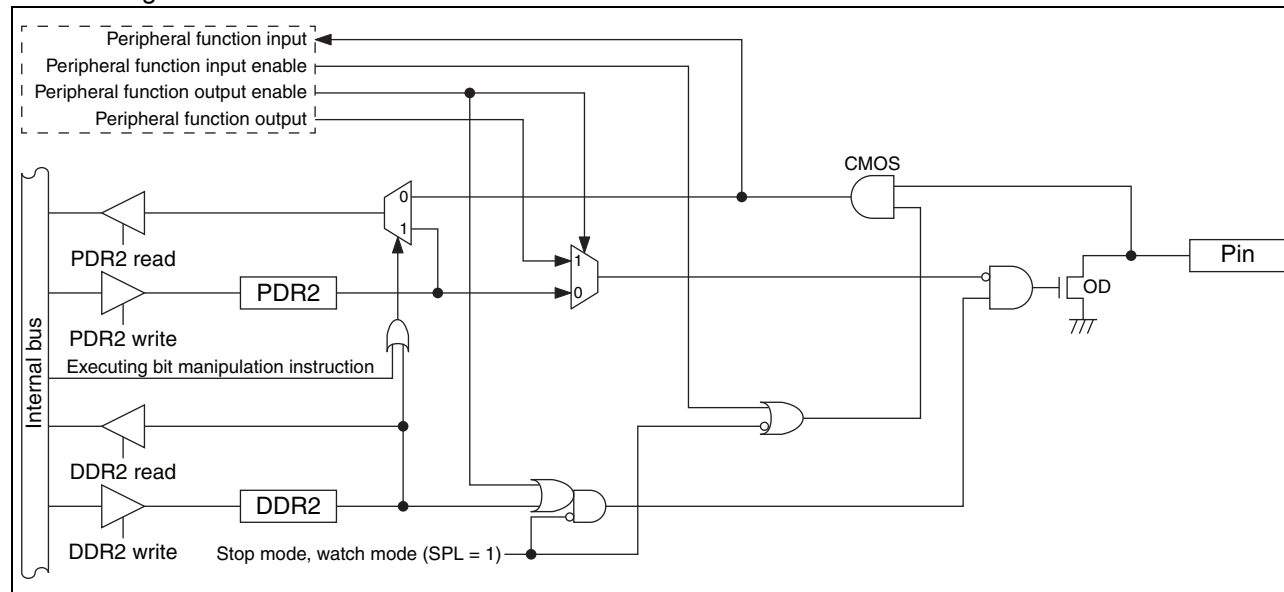 Peripheral function input
Peripheral function input enable
Peripheral function output enable
Peripheral function output
CMOS
0
1
PDR2 read
1
Pin
PDR2
0
OD
PDR2 write
Executing bit manipulation instruction
Internal bus
DDR2 read
DDR2
DDR2 write
Stop mode, watch mode (SPL = 1)